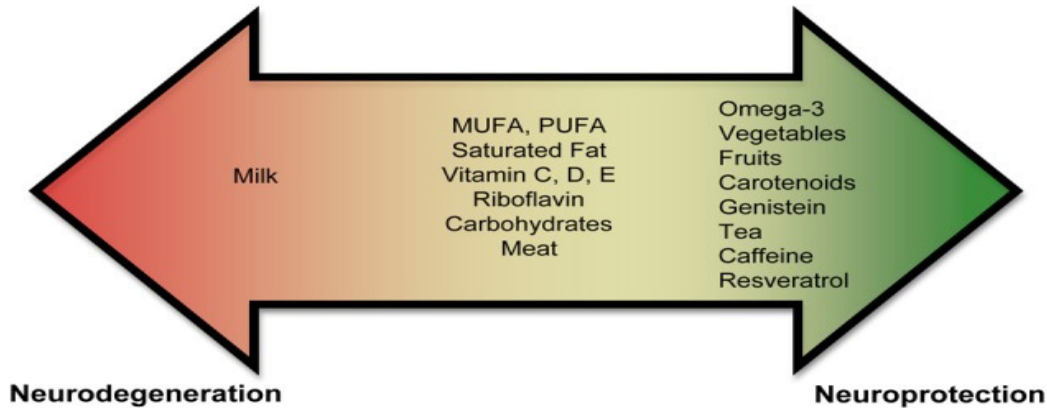 Milk
MUFA, PUFA
Saturated Fat
Vitamin C, D, E
Riboflavin
Carbohydrates
Meat
Omega-3
Vegetables
Fruits
Carotenoids
Genistein
Tea
Caffeine
Resveratrol
Neurodegeneration
Neuroprotection